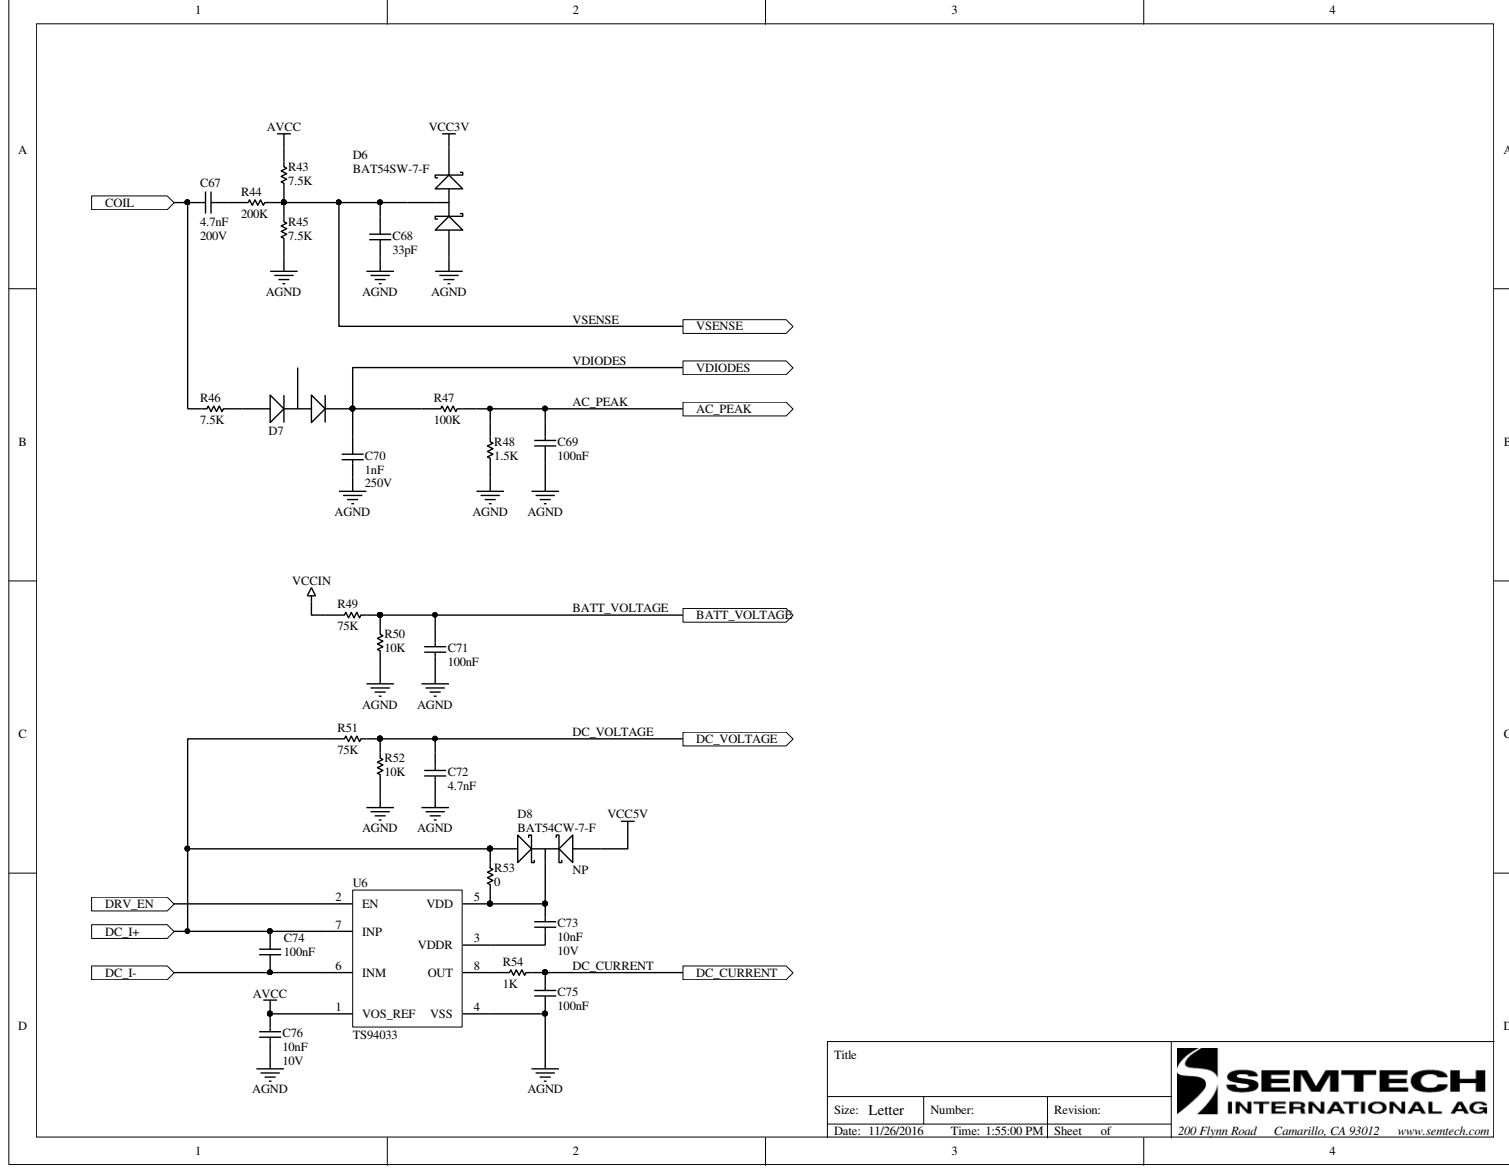 1 2 3 4
A
A
AVCC
VCC3V
D6
BAT54SW-7-F
R43
7.5K
C67
4.7nF
200V
R44
200K
COIL
R45
7.5K
C68
33pF
AGND
AGND
AGND
VSENSE
VSENSE
VDIODES
VDIODES
R46
7.5K
D7
R47
100K
AC_PEAK
AC_PEAK
B
R48
1.5K
C69
100nF
C70
1nF
250V
AGND
AGND
AGND
VCCIN
R49
75K
BATT_VOLTAGE
BATT_VOLTAGE
R50
10K
C71
100nF
AGND
AGND
C
R51
75K
DC_VOLTAGE
DC_VOLTAGE
R52
10K
C72
4.7nF
AGND
AGND
D8
BAT54CW-7-F
VCC5V
R53
0
NP
U6
DRV_EN
2
EN
VDD
5
DC_I+
7
INP
C74
100nF
C73
10nF
10V
VDDR
3
DC_I-
6
INM
OUT
8
R54
1K
DC_CURRENT
DC_CURRENT
AVCC
C75
100nF
1
VOS_REF
VSS
4
TS94033
C76
10nF
10V
AGND
AGND
D
Title
Size: Letter
Number:
Revision:
Date: 11/26/2016
Time: 1:55:00 PM
Sheet of
SEMTECH
INTERNATIONAL AG
200 Flynn Road Camarillo, CA 93012 www.semtech.com
1 2 3 4